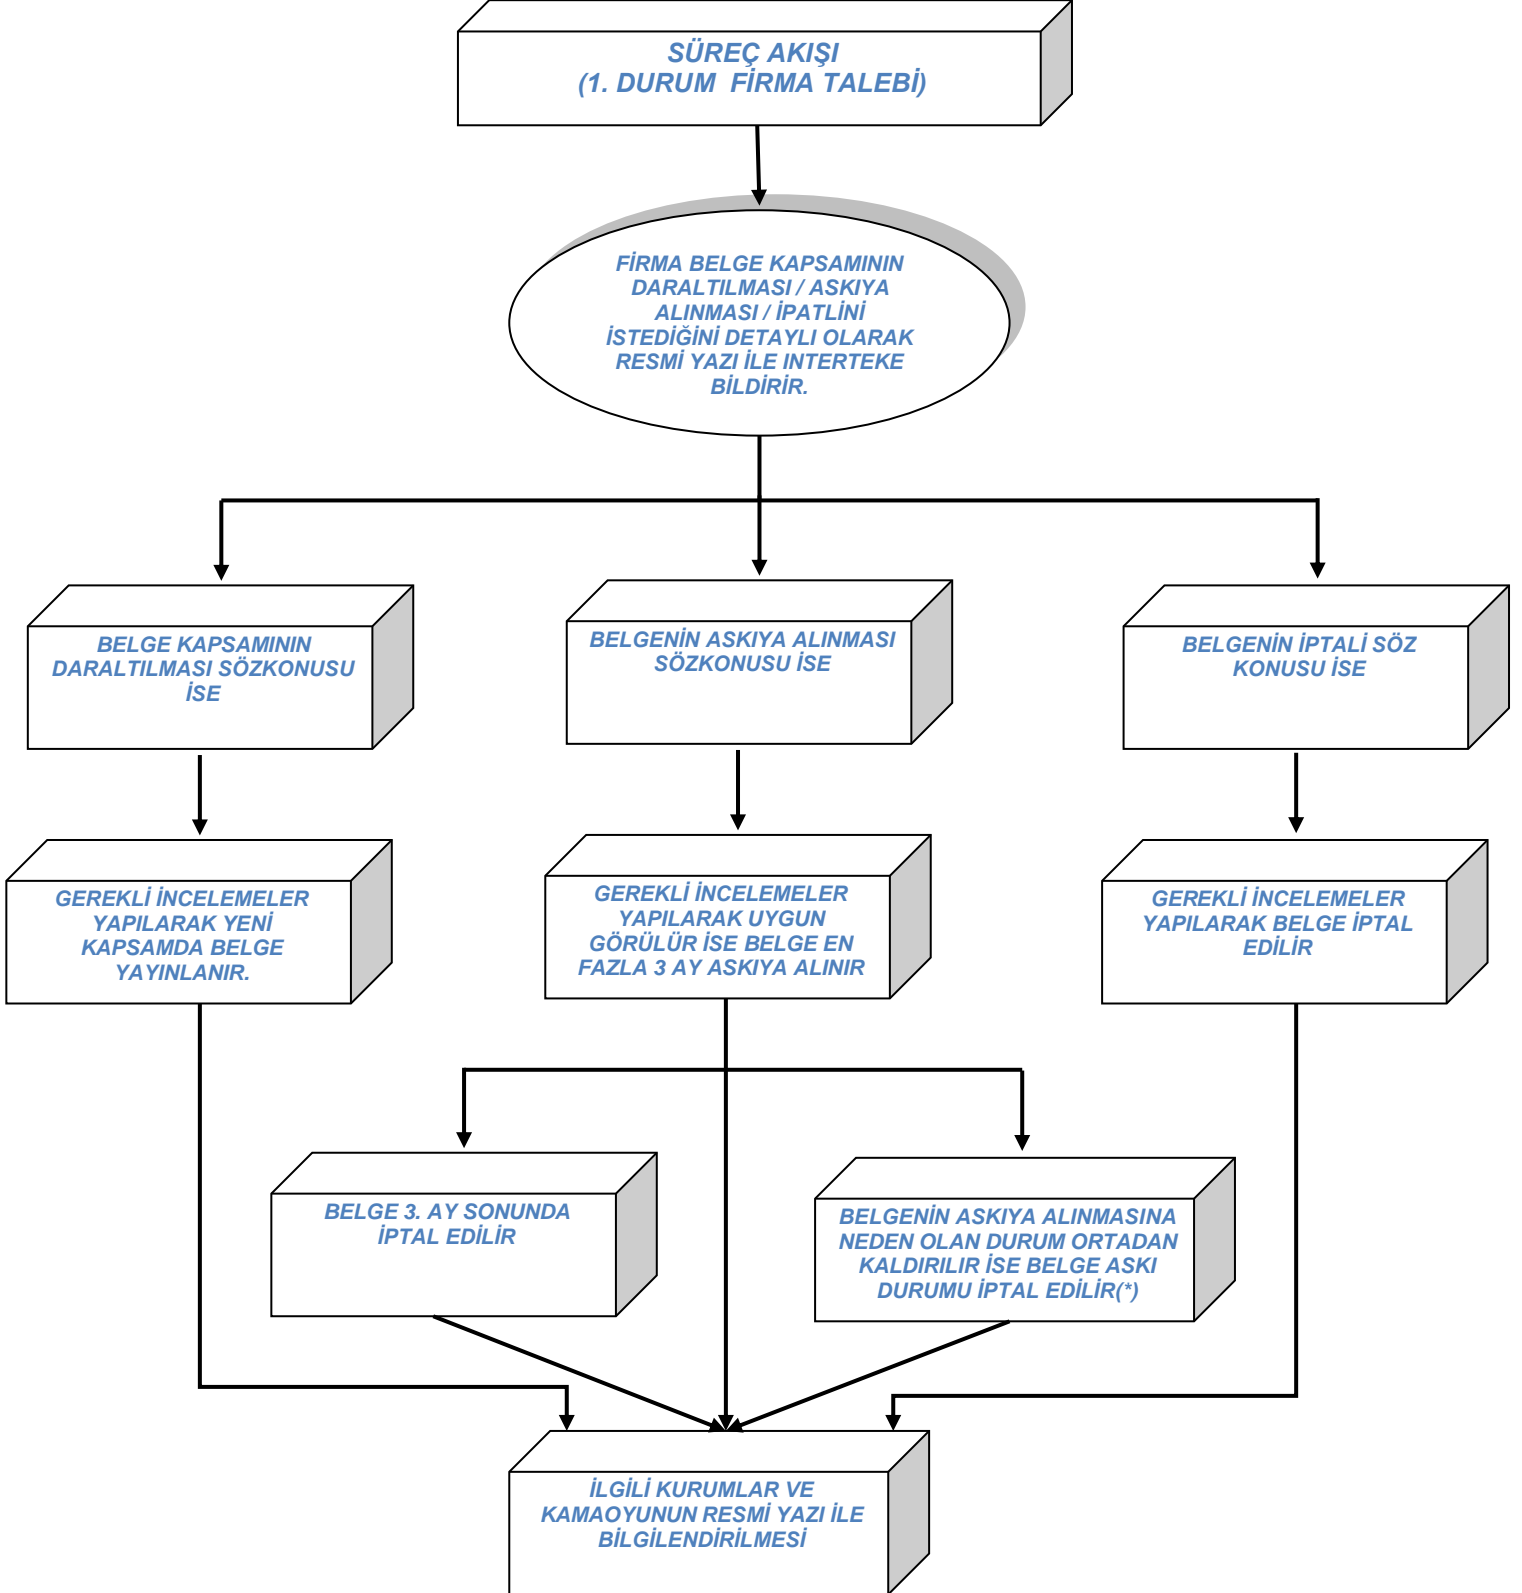 SÜREÇ AKIŞI
(1. DURUM  FİRMA TALEBİ)
FİRMA BELGE KAPSAMININ
DARALTILMASI / ASKIYA
ALINMASI / İPATLİNİ
İSTEDİĞİNİ DETAYLI OLARAK
RESMİ YAZI İLE INTERTEKE
BİLDİRİR.
BELGE KAPSAMININ
DARALTILMASI SÖZKONUSU
İSE
BELGENİN ASKIYA ALINMASI
SÖZKONUSU İSE
BELGENİN İPTALİ SÖZ
KONUSU İSE
GEREKLİ İNCELEMELER
YAPILARAK YENİ
KAPSAMDA BELGE
YAYINLANIR.
GEREKLİ İNCELEMELER
YAPILARAK UYGUN
GÖRÜLÜR İSE BELGE EN
FAZLA 3 AY ASKIYA ALINIR
GEREKLİ İNCELEMELER
YAPILARAK BELGE İPTAL
EDİLİR
BELGE 3. AY SONUNDA
İPTAL EDİLİR
BELGENİN ASKIYA ALINMASINA
NEDEN OLAN DURUM ORTADAN
KALDIRILIR İSE BELGE ASKI
DURUMU İPTAL EDİLİR(*)
İLGİLİ KURUMLAR VE
KAMAOYUNUN RESMİ YAZI İLE
BİLGİLENDİRİLMESİ